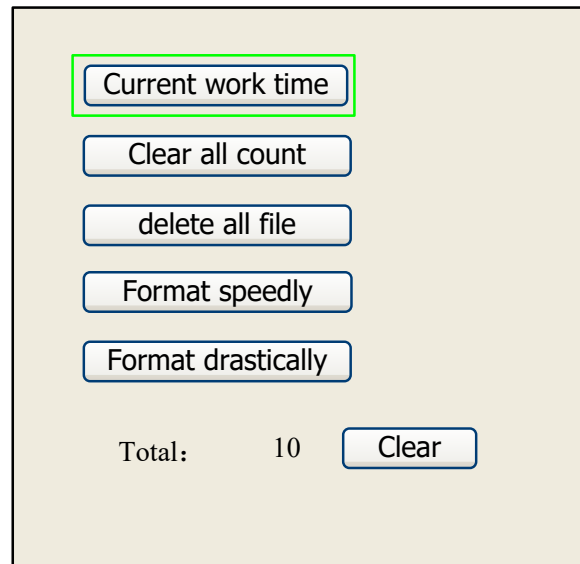 Current work time
Clear all count
delete all file
Format speedly
Format drastically
Total： 10 Clear